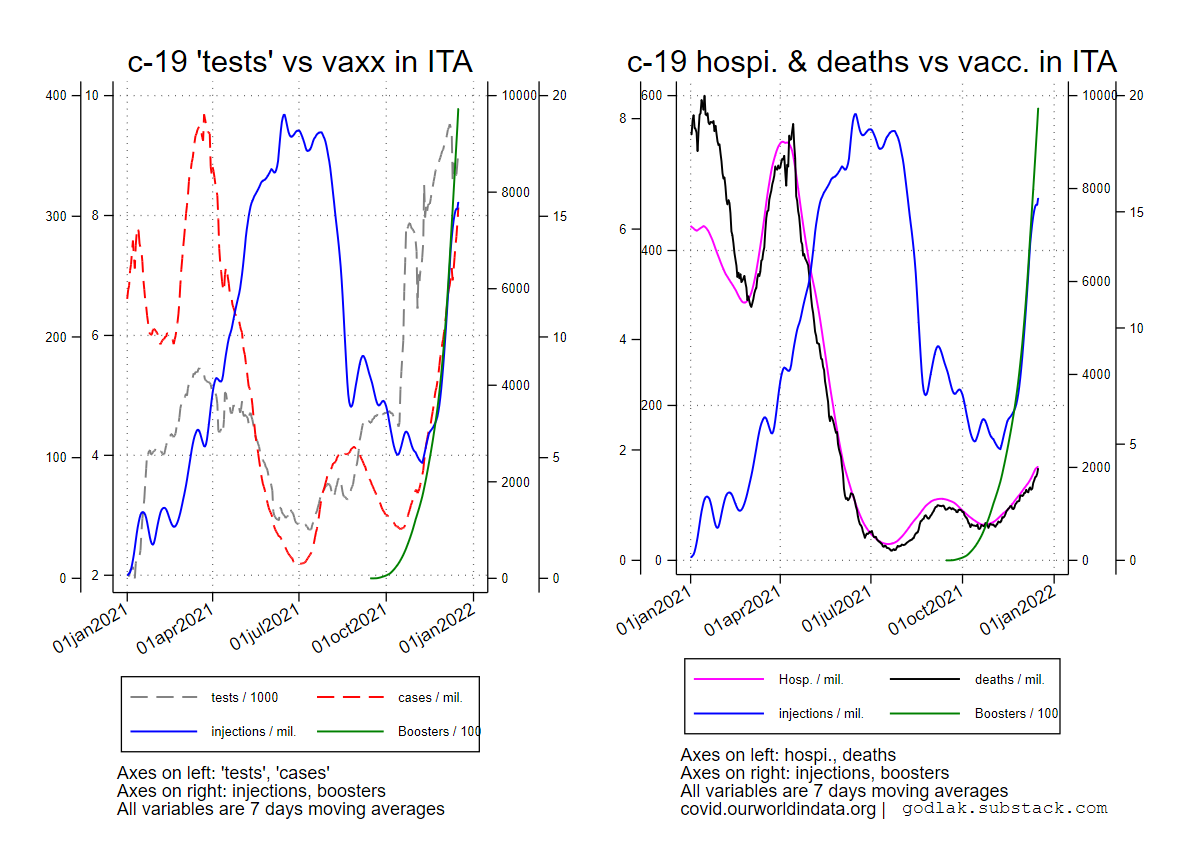 c-19 'tests' vs vaxx in ITA
400
300
200
100
0
10
8
6
4
2
10000
8000
6000
4000
2000
0
20
15
10
5
0
01jan2021
01apr2021
01jul2021
01oct2021
01jan2022
tests / 1000
cases / mil.
injections / mil.
Boosters / 100
Axes on left: 'tests', 'cases'
Axes on right: injections, boosters
All variables are 7 days moving averages
c-19 hospi. & deaths vs vacc. in ITA
8
6
4
2
0
600
400
200
0
10000
8000
6000
4000
2000
0
20
15
10
5
0
01jan2021
01apr2021
01jul2021
01oct2021
01jan2022
Hosp. / mil.
deaths / mil.
injections / mil.
Boosters / 100
Axes on left: hospi., deaths
Axes on right: injections, boosters
All variables are 7 days moving averages
covid.ourworldindata.org | godlak.substack.com